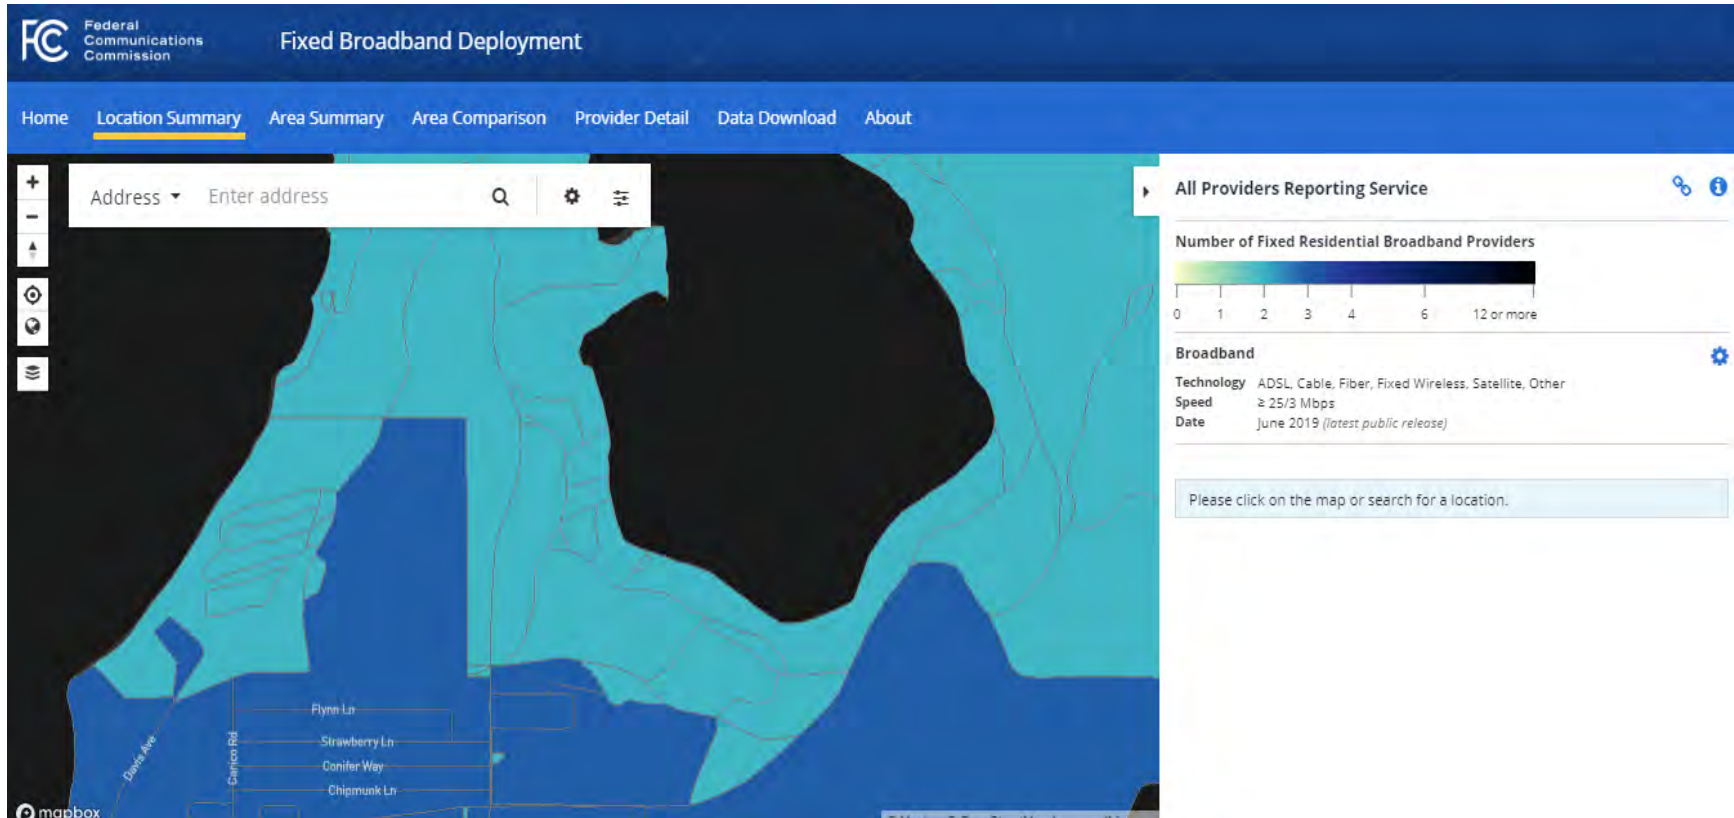 FCC
Federal
Communications
Commission
Fixed Broadband Deployment
Home Location Summary Area Summary Area Comparison Provider Detail Data Download About
Address Enter address
All Providers Reporting Service
Number of Fixed Residential Broadband Providers
0 1 2 3 4 6 12 or more
Broadband
Technology ADSL, Cable, Fiber, Fixed Wireless, Satellite, Other
Speed ≥ 25/3 Mbps
Date June 2019 (latest public release)
Please click on the map or search for a location.
Flynn Ln
Strawberry Ln
Conifer Way
Chipmunk Ln
Davis Ave
Carico Rd
mapbox